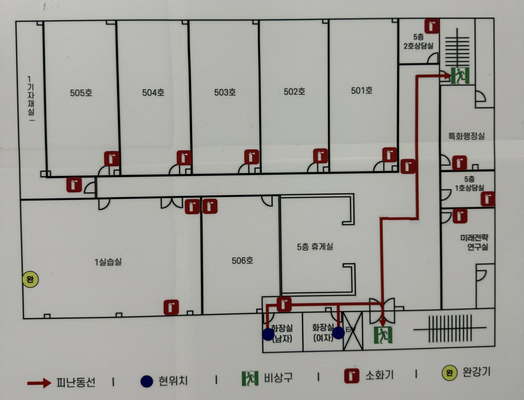 5층
2호상담실
1
기
자
재
실
505호
504호
503호
502호
501호
특화행정실
5층
1호상담실
미래전략
연구실
1실습실
506호
5층 휴게실
완
화장실
(남자)
화장실
(여자)
피난동선
현위치
비상구
소화기
완
완강기